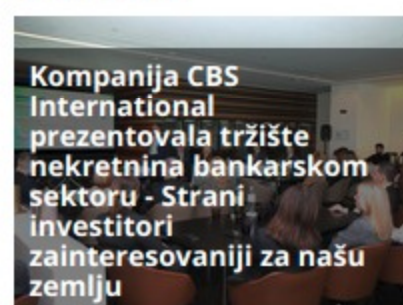 Kompanija CBS
International
prezentovala tržište
nekretnina bankarskom
sektoru - Strani
investitori
zainteresovaniji za našu
zemlju